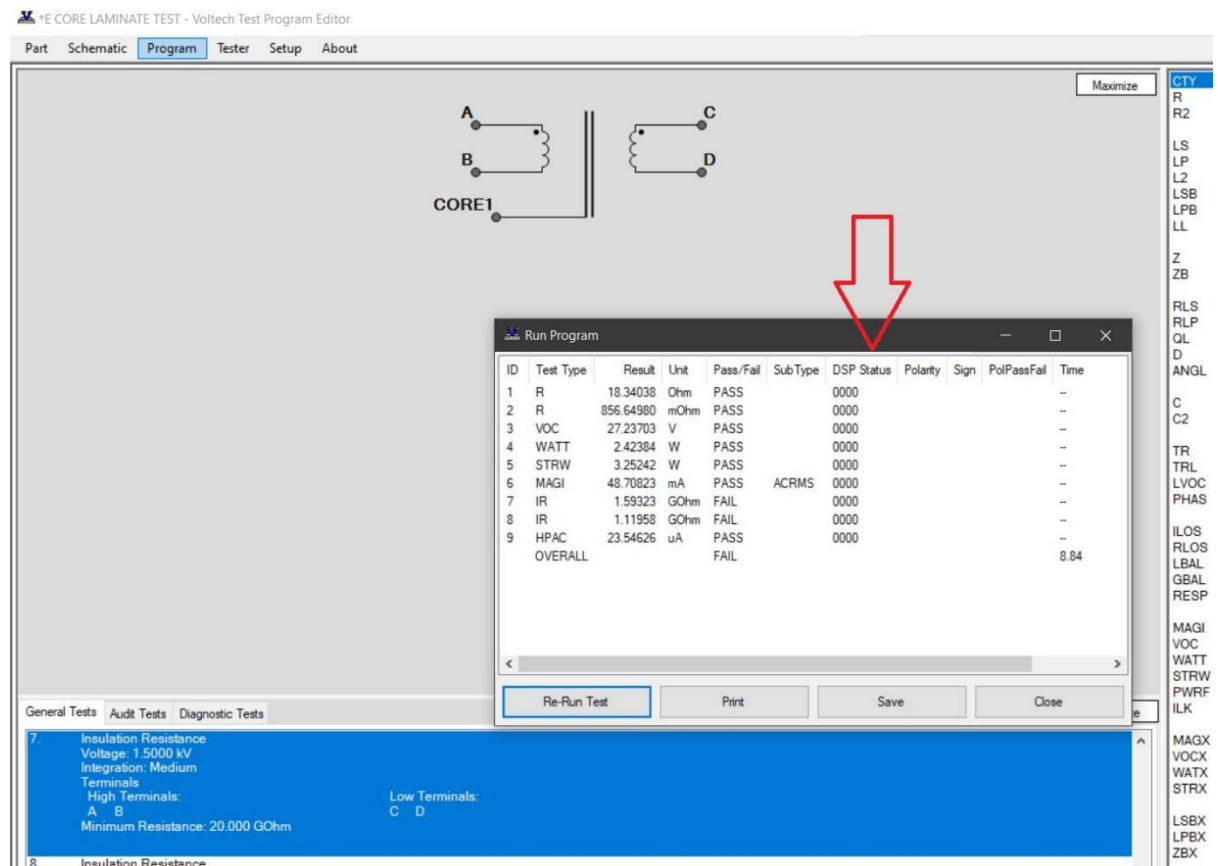 *E CORE LAMINATE TEST - Voltech Test Program Editor
Part Schematic Program Tester Setup About
Maximize
A
B
CORE1
C
D
Run Program
ID Test Type Result Unit Pass/Fail SubType DSP Status Polarity Sign PolPassFail Time
1 R 18.34038 Ohm PASS 0000 --
2 R 856.64980 mOhm PASS 0000 --
3 VOC 27.23703 V PASS 0000 --
4 WATT 2.42384 W PASS 0000 --
5 STRW 3.25242 W PASS 0000 --
6 MAGI 48.70823 mA PASS ACRMS 0000 --
7 IR 1.59323 GOhm FAIL 0000 --
8 IR 1.11958 GOhm FAIL 0000 --
9 HPAC 23.54626 uA PASS 0000 --
OVERALL FAIL 8.84
Re-Run Test Print Save Close
General Tests Audit Tests Diagnostic Tests
7. Insulation Resistance
Voltage: 1.5000 kV
Integration: Medium
Terminals
High Terminals: Low Terminals:
A B C D
Minimum Resistance: 20.000 GOhm
8. Insulation Resistance
CTY
R
R2
LS
LP
L2
LSB
LPB
LL
Z
ZB
RLS
RLP
QL
D
ANGL
C
C2
TR
TRL
LVOC
PHAS
ILOS
RLOS
LBAL
GBAL
RESP
MAGI
VOC
WATT
STRW
PWRF
ILK
MAGX
VOCX
WATX
STRX
LSBX
LPBX
ZBX